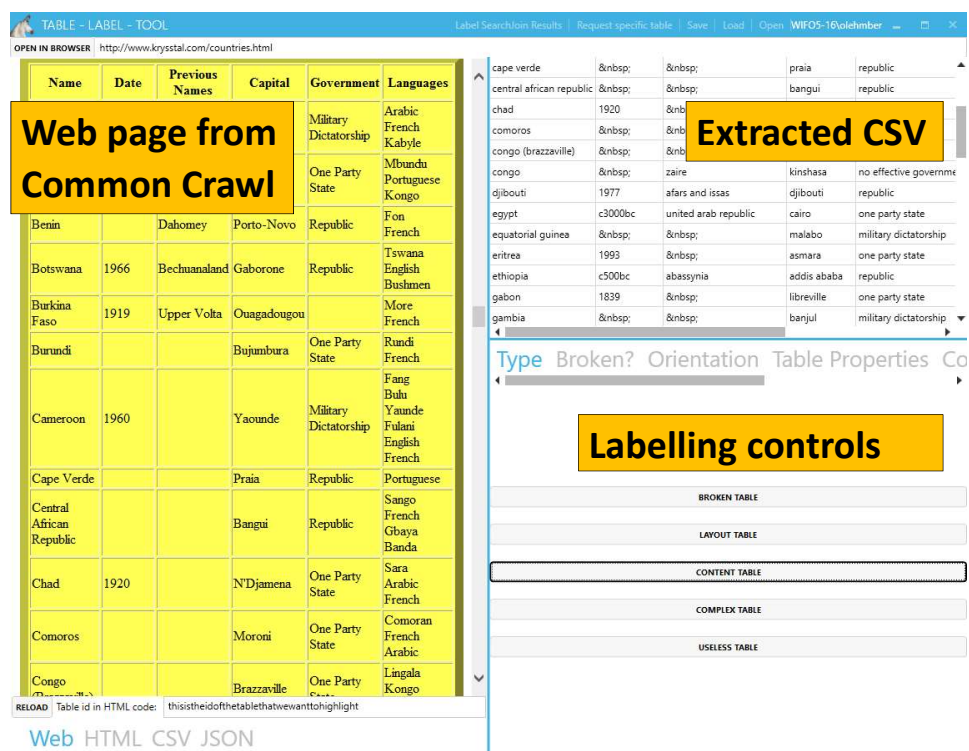 TABLE - LABEL - TOOL
Label SearchJoin Results | Request specific table | Save | Load | Open WIFO5-16\olehmber
OPEN IN BROWSER http://www.krysstal.com/countries.html
Name Date Previous Names Capital Government Languages
Web page from
Common Crawl
Military Dictatorship Arabic French Kabyle
One Party State Mbundu Portuguese Kongo
Benin Dahomey Porto-Novo Republic Fon French
Botswana 1966 Bechuanaland Gaborone Republic Tswana English Bushmen
Burkina Faso 1919 Upper Volta Ouagadougou More French
Burundi Bujumbura One Party State Rundi French
Cameroon 1960 Yaounde Military Dictatorship Fang Bulu Yaunde Fulani English French
Cape Verde Praia Republic Portuguese
Central African Republic Bangui Republic Sango French Gbaya Banda
Chad 1920 N'Djamena One Party State Sara Arabic French
Comoros Moroni One Party State Comoran French Arabic
Congo Brazzaville One Party Lingala Kongo
RELOAD Table id in HTML code: thisistheidofthetablethatwewanttohighlight
Web HTML CSV JSON
cape verde &nbsp; &nbsp; praia republic
central african republic &nbsp; &nbsp; bangui republic
chad 1920
comoros &nbsp;
congo (brazzaville) &nbsp;
Extracted CSV
congo &nbsp; zaire kinshasa no effective governme
djibouti 1977 afars and issas djibouti republic
egypt c3000bc united arab republic cairo one party state
equatorial guinea &nbsp; &nbsp; malabo military dictatorship
eritrea 1993 &nbsp; asmara one party state
ethiopia c500bc abassynia addis ababa republic
gabon 1839 &nbsp; libreville one party state
gambia &nbsp; &nbsp; banjul military dictatorship
Type Broken? Orientation Table Properties Co
Labelling controls
BROKEN TABLE
LAYOUT TABLE
CONTENT TABLE
COMPLEX TABLE
USELESS TABLE